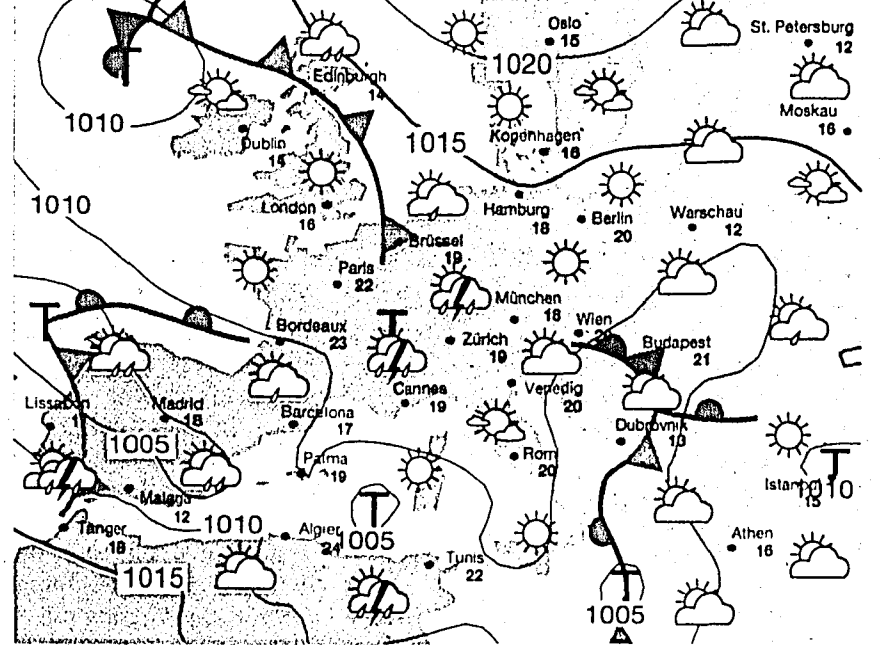 Oslo
15
St. Petersburg
12
1020
Edinburgh
14
1010
Moskau
16
Dublin
14
1015
Kopenhagen
16
1010
London
16
Hamburg
18
Berlin
20
Warschau
12
Brüssel
19
Paris
22
T
München
18
Bordeaux
23
T
Zürich
19
Wien
Budapest
21
Cannes
19
Venedig
20
Lissabon
Madrid
18
Barcelona
17
Dubrovnik
13
1005
Palma
19
Rom
20
T
Malaga
12
Istanbul
15
1010
Tanger
18
1010
Algier
24
T
1005
Athen
16
Tunis
22
1015
T
1005